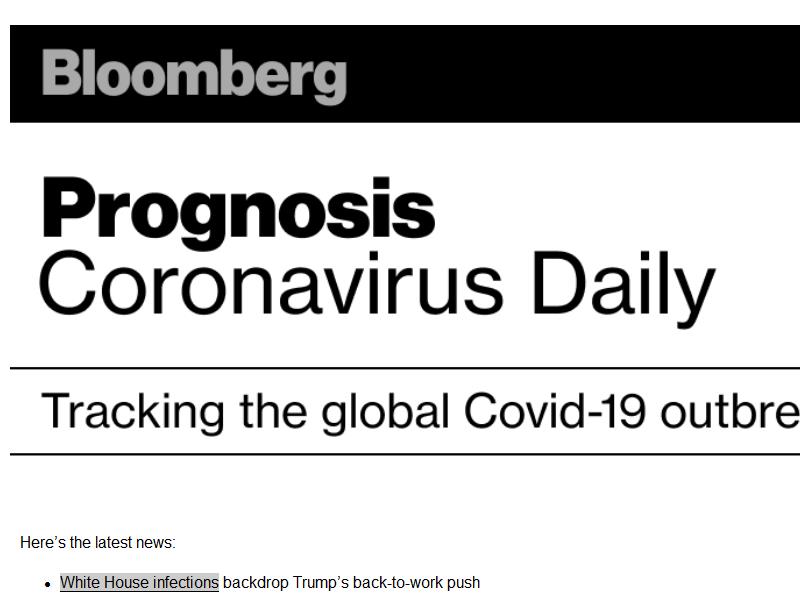 Bloomberg
Prognosis
Coronavirus Daily
Tracking the global Covid-19 outbre
Here’s the latest news:
• White House infections backdrop Trump’s back-to-work push